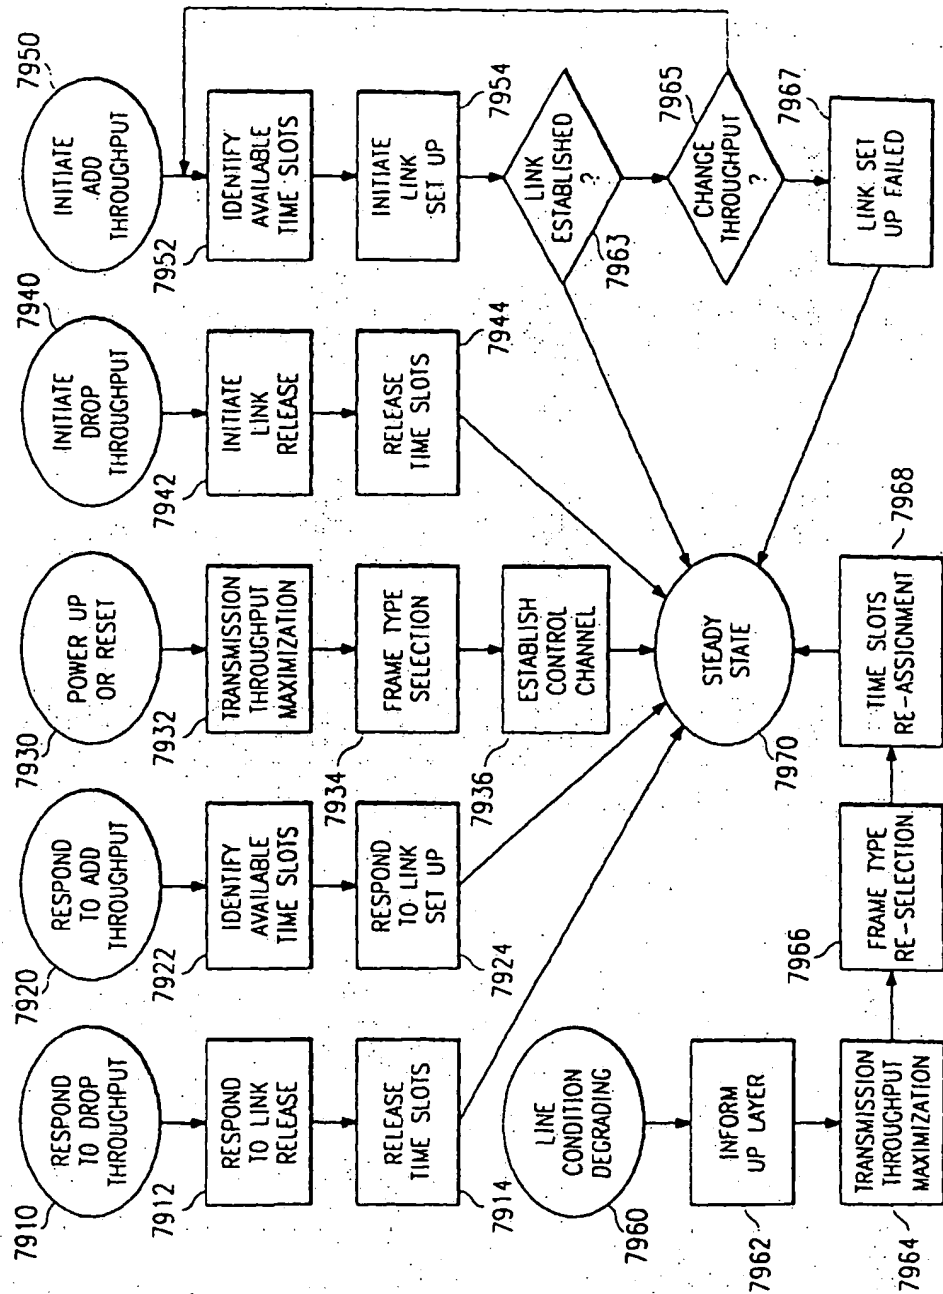 7910
RESPOND
TO DROP
THROUGHPUT
7912
RESPOND
TO LINK
RELEASE
RELEASE
TIME SLOTS
7914
7920
RESPOND
TO ADD
THROUGHPUT
7922
IDENTIFY
AVAILABLE
TIME SLOTS
RESPOND
TO LINK
SET UP
7924
7930
POWER UP
OR RESET
7932
TRANSMISSION
THROUGHPUT
MAXIMIZATION
7934
FRAME TYPE
SELECTION
7936
ESTABLISH
CONTROL
CHANNEL
7940
INITIATE
DROP
THROUGHPUT
7942
INITIATE
LINK
RELEASE
7944
RELEASE
TIME SLOTS
7950
INITIATE
ADD
THROUGHPUT
7952
IDENTIFY
AVAILABLE
TIME SLOTS
7954
INITIATE
LINK
SET UP
LINK
ESTABLISHED
?
7963
7965
CHANGE
THROUGHPUT
?
7967
LINK SET
UP FAILED
LINE
CONDITION
DEGRADING
7960
INFORM
UP LAYER
7962
TRANSMISSION
THROUGHPUT
MAXIMIZATION
7964
7966
FRAME TYPE
RE-SELECTION
7968
TIME SLOTS
RE-ASSIGNMENT
STEADY
STATE
7970